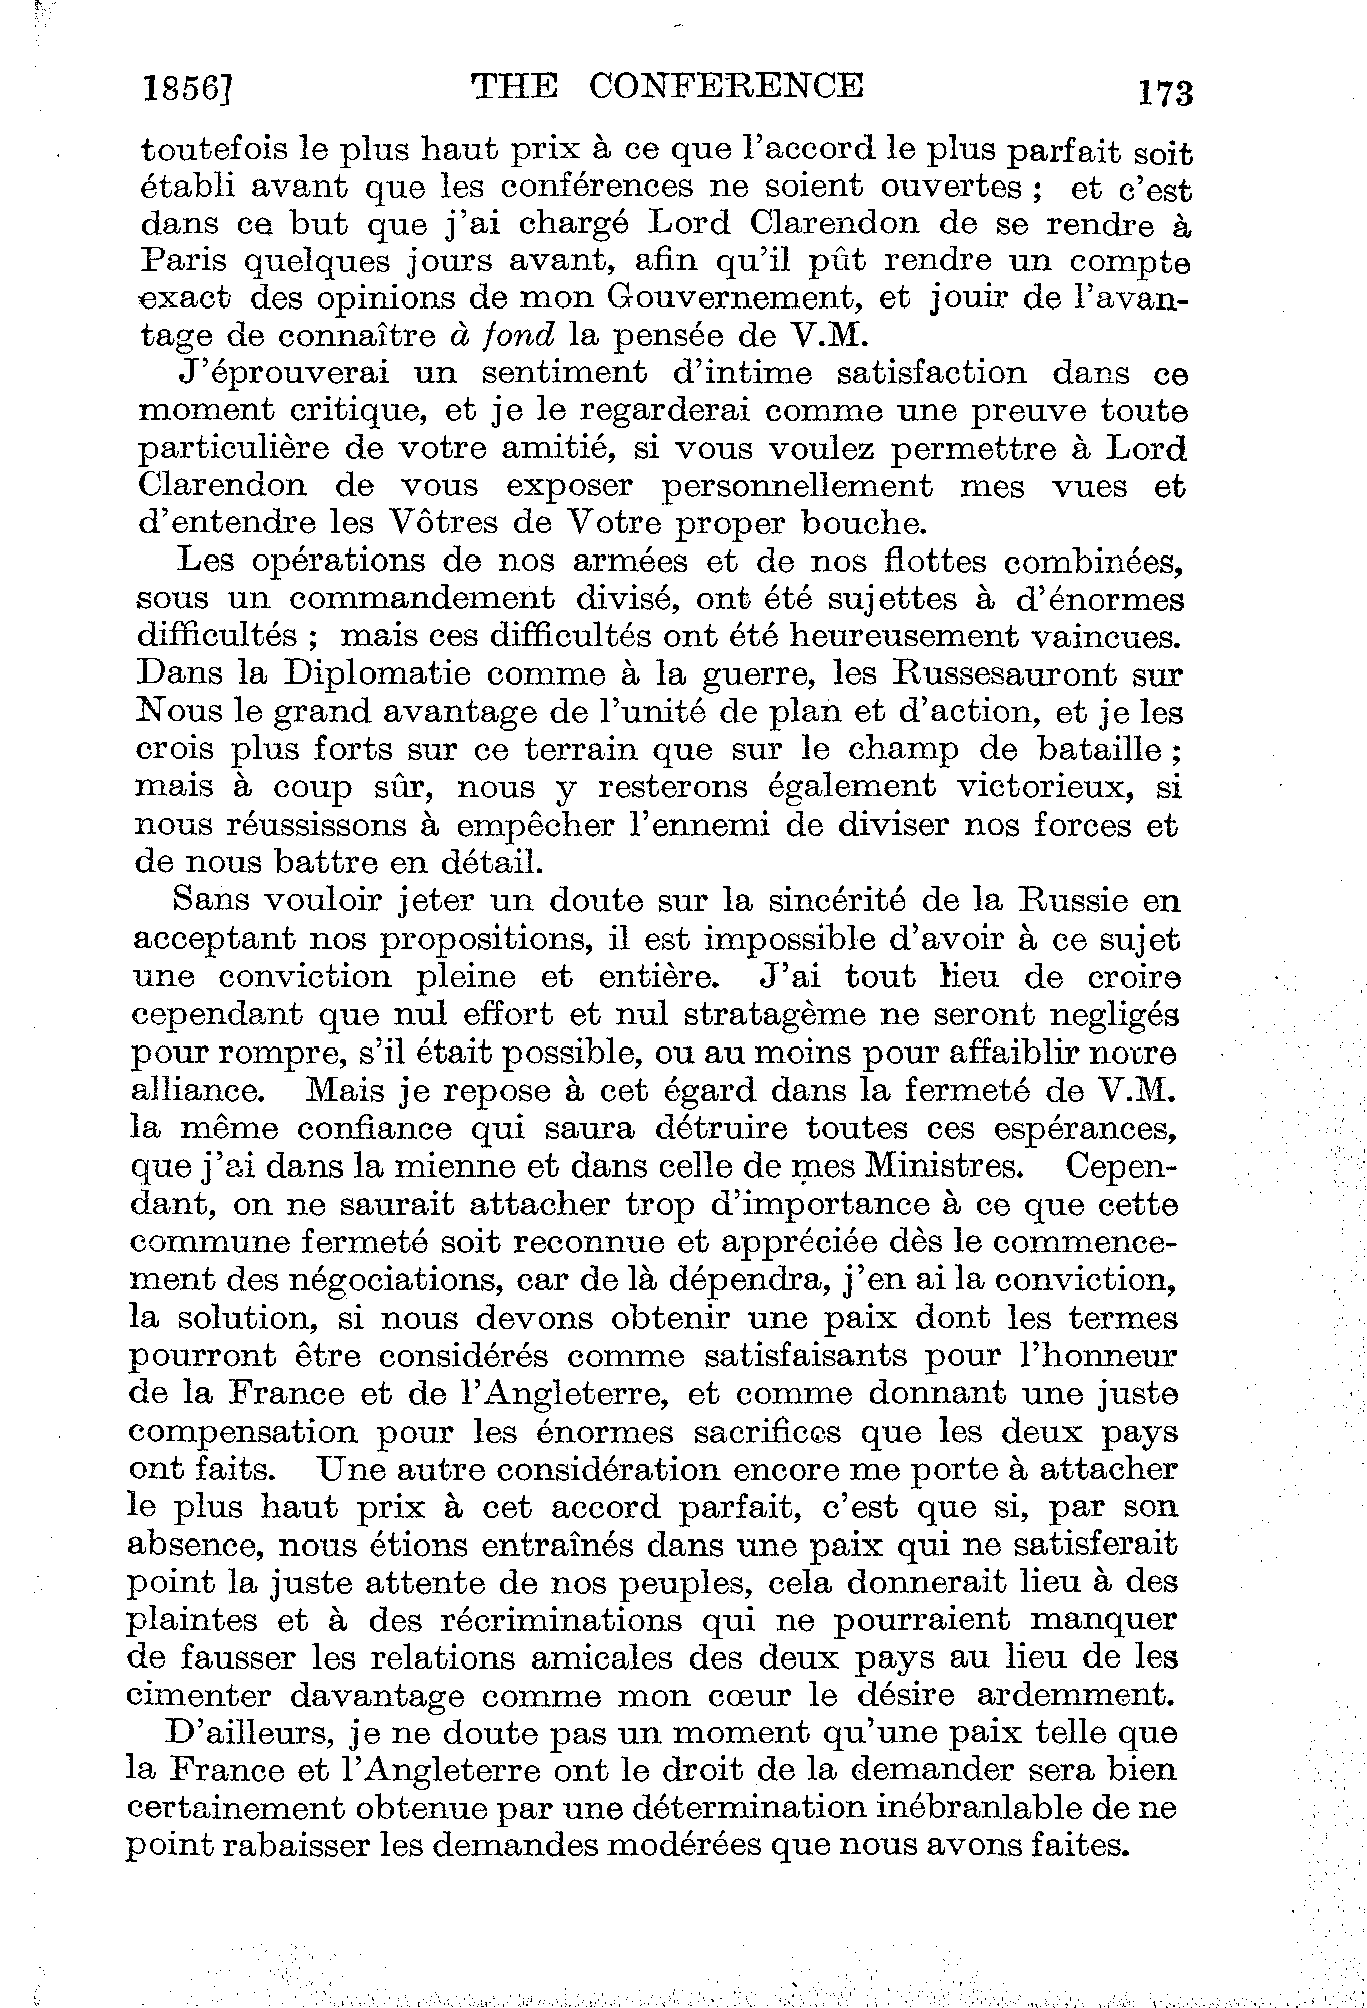 1856] THE CONFERENCE 173
toutefois le plus haut prix à ce que l'accord le plus parfait soit
établi avant que les conférences ne soient ouvertes ; et c'est
dans ce but que j'ai chargé Lord Clarendon de se rendre à
Paris quelques jours avant, afin qu'il pût rendre un compte
exact des opinions de mon Gouvernement, et jouir de l'avan-
tage de connaître à fond la pensée de V.M.
J'éprouverai un sentiment d'intime satisfaction dans ce
moment critique, et je le regarderai comme une preuve toute
particulière de votre amitié, si vous voulez permettre à Lord
Clarendon de vous exposer personnellement mes vues et
d'entendre les Vôtres de Votre proper bouche.
Les opérations de nos armées et de nos flottes combinées,
sous un commandement divisé, ont été sujettes à d'énormes
difficultés ; mais ces difficultés ont été heureusement vaincues.
Dans la Diplomatie comme à la guerre, les Russesauront sur
Nous le grand avantage de l'unité de plan et d'action, et je les
crois plus forts sur ce terrain que sur le champ de bataille ;
mais à coup sûr, nous y resterons également victorieux, si
nous réussissons à empêcher l'ennemi de diviser nos forces et
de nous battre en détail.
Sans vouloir jeter un doute sur la sincérité de la Russie en
acceptant nos propositions, il est impossible d'avoir à ce sujet
une conviction pleine et entière. J'ai tout lieu de croire
cependant que nul effort et nul stratagème ne seront negligés
pour rompre, s'il était possible, ou au moins pour affaiblir notre
alliance. Mais je repose à cet égard dans la fermeté de V.M.
la même confiance qui saura détruire toutes ces espérances,
que j'ai dans la mienne et dans celle de mes Ministres. Cepen-
dant, on ne saurait attacher trop d'importance à ce que cette
commune fermeté soit reconnue et appréciée dès le commence-
ment des négociations, car de là dépendra, j'en ai la conviction,
la solution, si nous devons obtenir une paix dont les termes
pourront être considérés comme satisfaisants pour l'honneur
de la France et de l'Angleterre, et comme donnant une juste
compensation pour les énormes sacrifices que les deux pays
ont faits. Une autre considération encore me porte à attacher
le plus haut prix à cet accord parfait, c'est que si, par son
absence, nous étions entraînés dans une paix qui ne satisferait
point la juste attente de nos peuples, cela donnerait lieu à des
plaintes et à des récriminations qui ne pourraient manquer
de fausser les relations amicales des deux pays au lieu de les
cimenter davantage comme mon cœur le désire ardemment.
D'ailleurs, je ne doute pas un moment qu'une paix telle que
la France et l'Angleterre ont le droit de la demander sera bien
certainement obtenue par une détermination inébranlable de ne
point rabaisser les demandes modérées que nous avons faites.